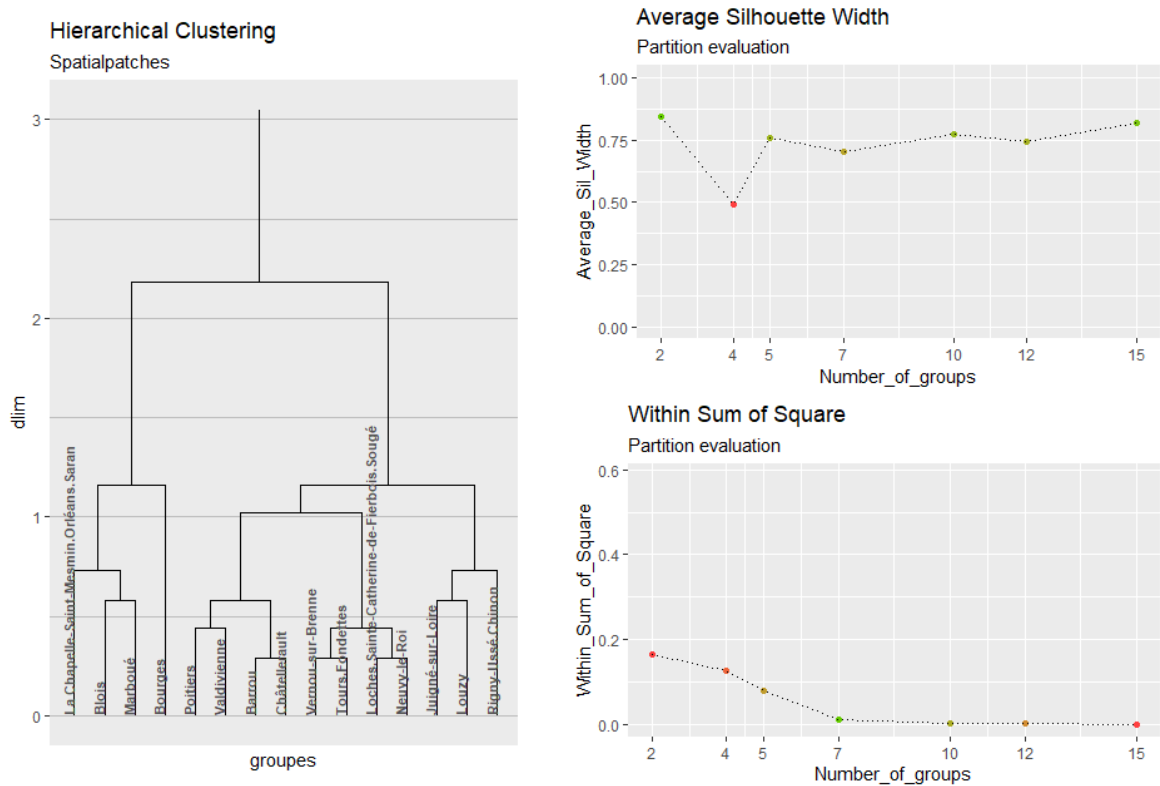 Hierarchical Clustering
Spatialpatches
3
2
1
0
dlim
La.Chapelle-Saint-Mesmin.Orléans.Saran
Blois
Marboué
Bourges
Poitiers
Valdivienne
Barrou
Châtellerault
Vernou-sur-Brenne
Tours.Fondettes
Loches.Sainte-Catherine-de-Fierbois.Sougé
Neuvy-le-Roi
Juigné-sur-Loire
Louzy
Rigny-Ussé.Chinon
groupes
Average Silhouette Width
Partition evaluation
1.00
0.75
0.50
0.25
0.00
Average_Sil_Width
2 4 5 7 10 12 15
Number_of_groups
Within Sum of Square
Partition evaluation
0.6
0.4
0.2
0.0
Within_Sum_of_Square
2 4 5 7 10 12 15
Number_of_groups